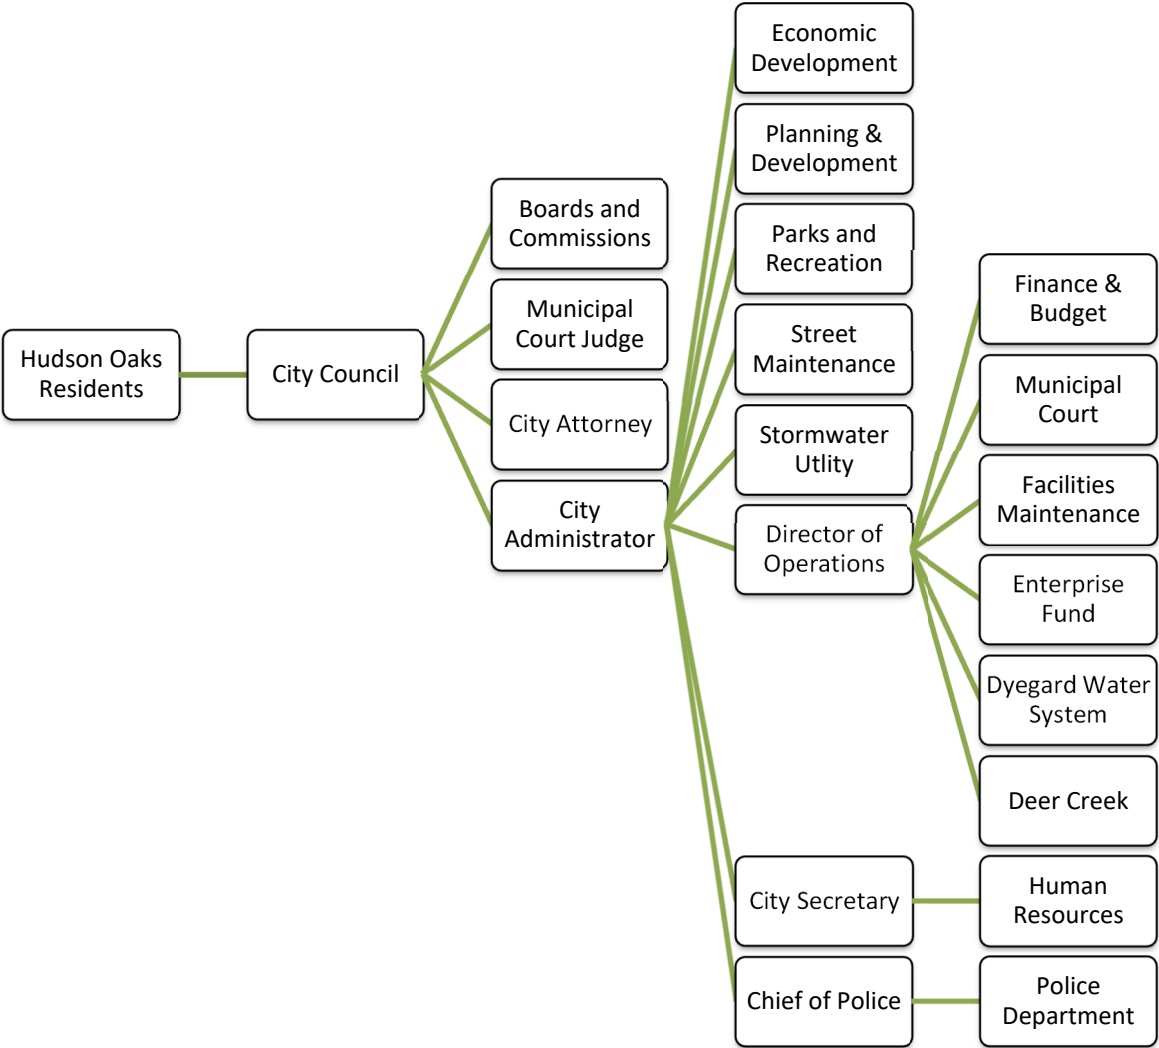 Hudson Oaks
Residents
City Council
Boards and
Commissions
Municipal
Court Judge
City Attorney
City
Administrator
Economic
Development
Planning &
Development
Parks and
Recreation
Street
Maintenance
Stormwater
Utlity
Director of
Operations
Finance &
Budget
Municipal
Court
Facilities
Maintenance
Enterprise
Fund
Dyegard Water
System
Deer Creek
City Secretary
Human
Resources
Chief of Police
Police
Department